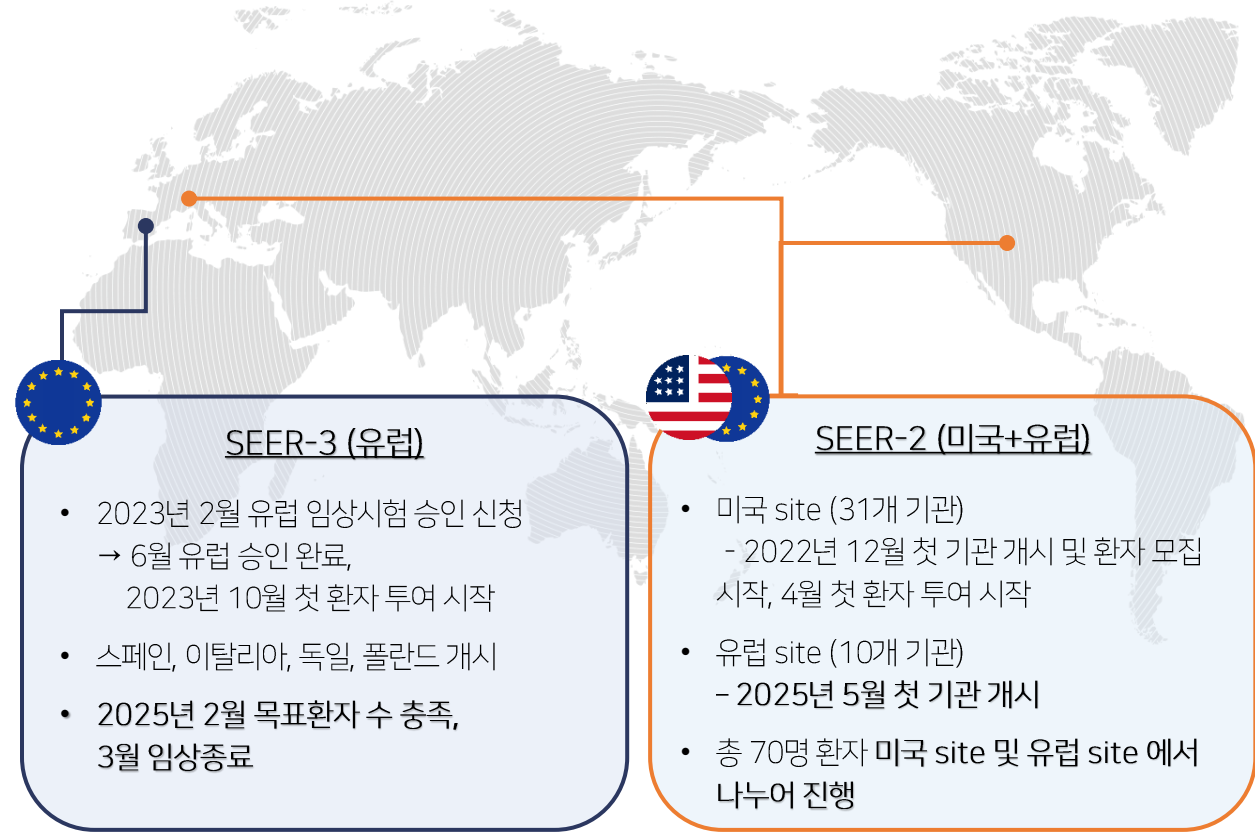 SEER-3 (유럽)
• 2023년 2월 유럽 임상시험 승인 신청
→ 6월 유럽 승인 완료,
2023년 10월 첫 환자 투여 시작
• 스페인, 이탈리아, 독일, 폴란드 개시
• 2025년 2월 목표환자 수 충족,
3월 임상종료
SEER-2 (미국+유럽)
• 미국 site (31개 기관)
- 2022년 12월 첫 기관 개시 및 환자 모집
시작, 4월 첫 환자 투여 시작
• 유럽 site (10개 기관)
– 2025년 5월 첫 기관 개시
• 총 70명 환자 미국 site 및 유럽 site 에서
나누어 진행